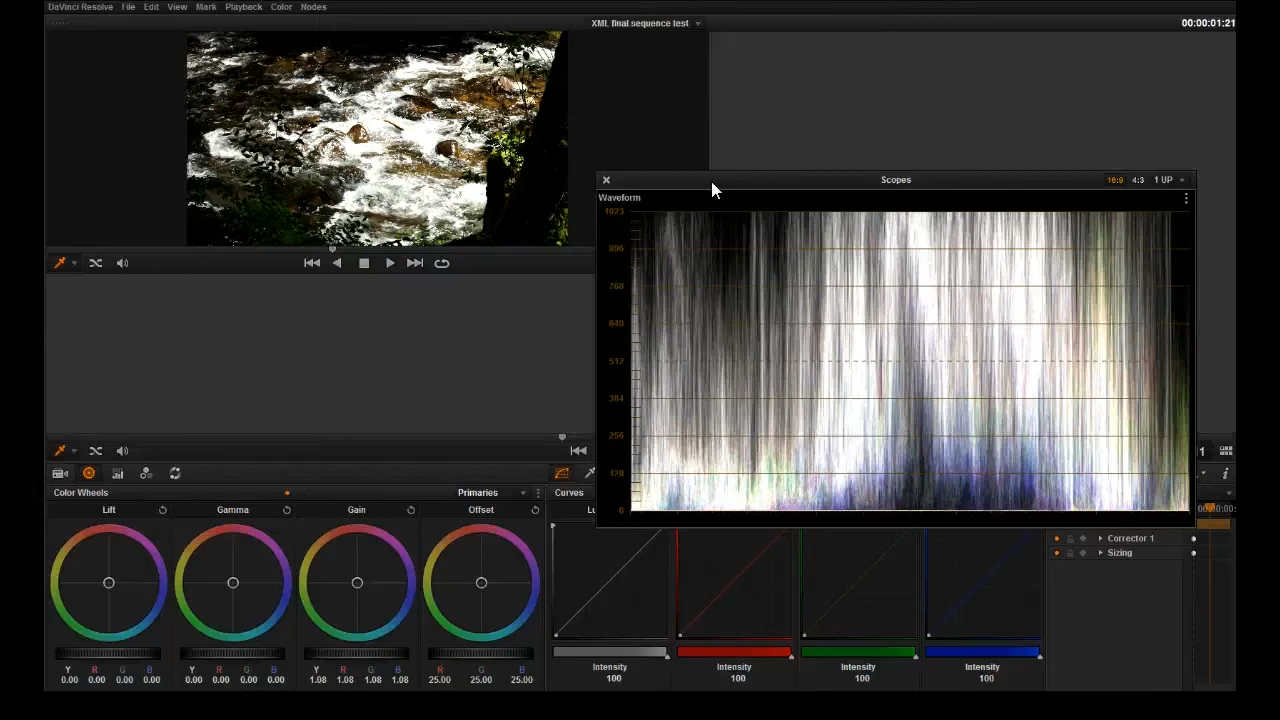 DaVinci Resolve File Edit View Mark Playback Color Nodes
XML final sequence test 00:00:01:21
Scopes 16:9 4:3 1 UP
Waveform
1023
896
768
640
512
384
256
128
0
1
Color Wheels Primaries Curves
Lift Gamma Gain Offset
Corrector 1
Sizing
Y R G B Y R G B Y R G B R G B
0.00 0.00 0.00 0.00 0.00 0.00 0.00 0.00 1.08 1.08 1.08 1.08 25.00 25.00 25.00
Intensity Intensity Intensity Intensity
100 100 100 100